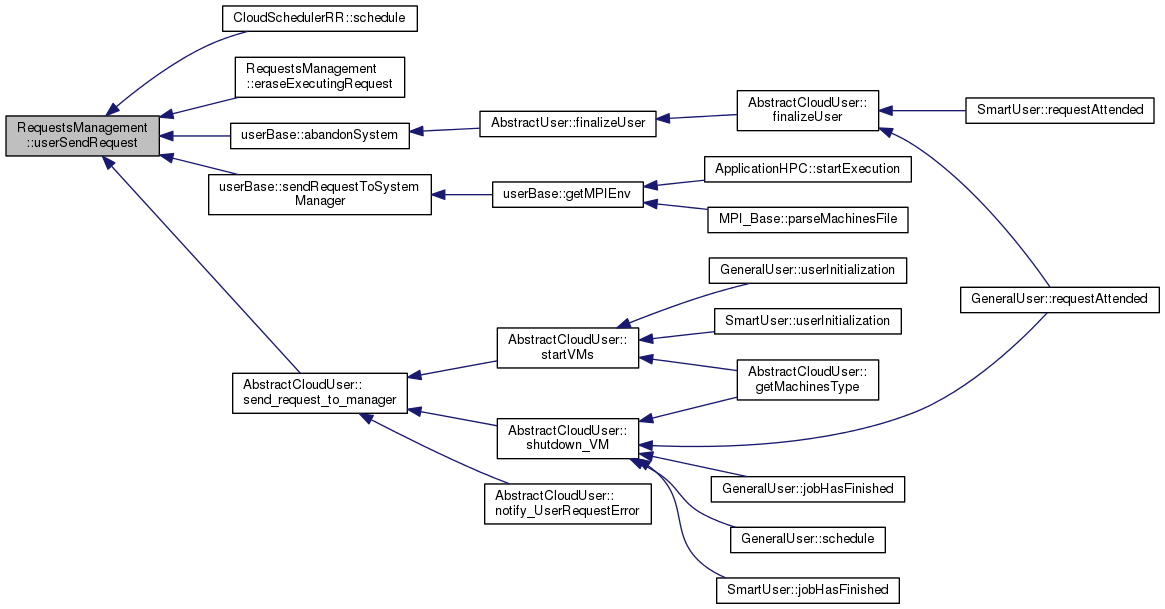 CloudSchedulerRR::schedule
RequestsManagement
::eraseExecutingRequest
RequestsManagement
::userSendRequest
userBase::abandonSystem
AbstractUser::finalizeUser
AbstractCloudUser::
finalizeUser
SmartUser::requestAttended
userBase::sendRequestToSystem
Manager
userBase::getMPIEnv
ApplicationHPC::startExecution
MPI_Base::parseMachinesFile
GeneralUser::requestAttended
GeneralUser::userInitialization
SmartUser::userInitialization
AbstractCloudUser::
startVMs
AbstractCloudUser::
getMachinesType
AbstractCloudUser::
send_request_to_manager
AbstractCloudUser::
shutdown_VM
GeneralUser::jobHasFinished
AbstractCloudUser::
notify_UserRequestError
GeneralUser::schedule
SmartUser::jobHasFinished